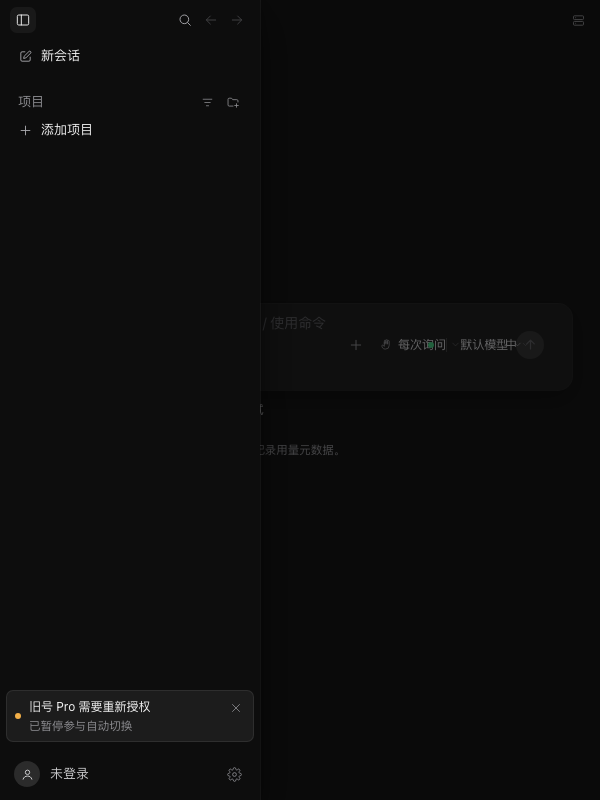 新会话
项目
添加项目
/ 使用命令
每次询问
默认模型中
记录用量元数据。
旧号 Pro 需要重新授权
已暂停参与自动切换
未登录